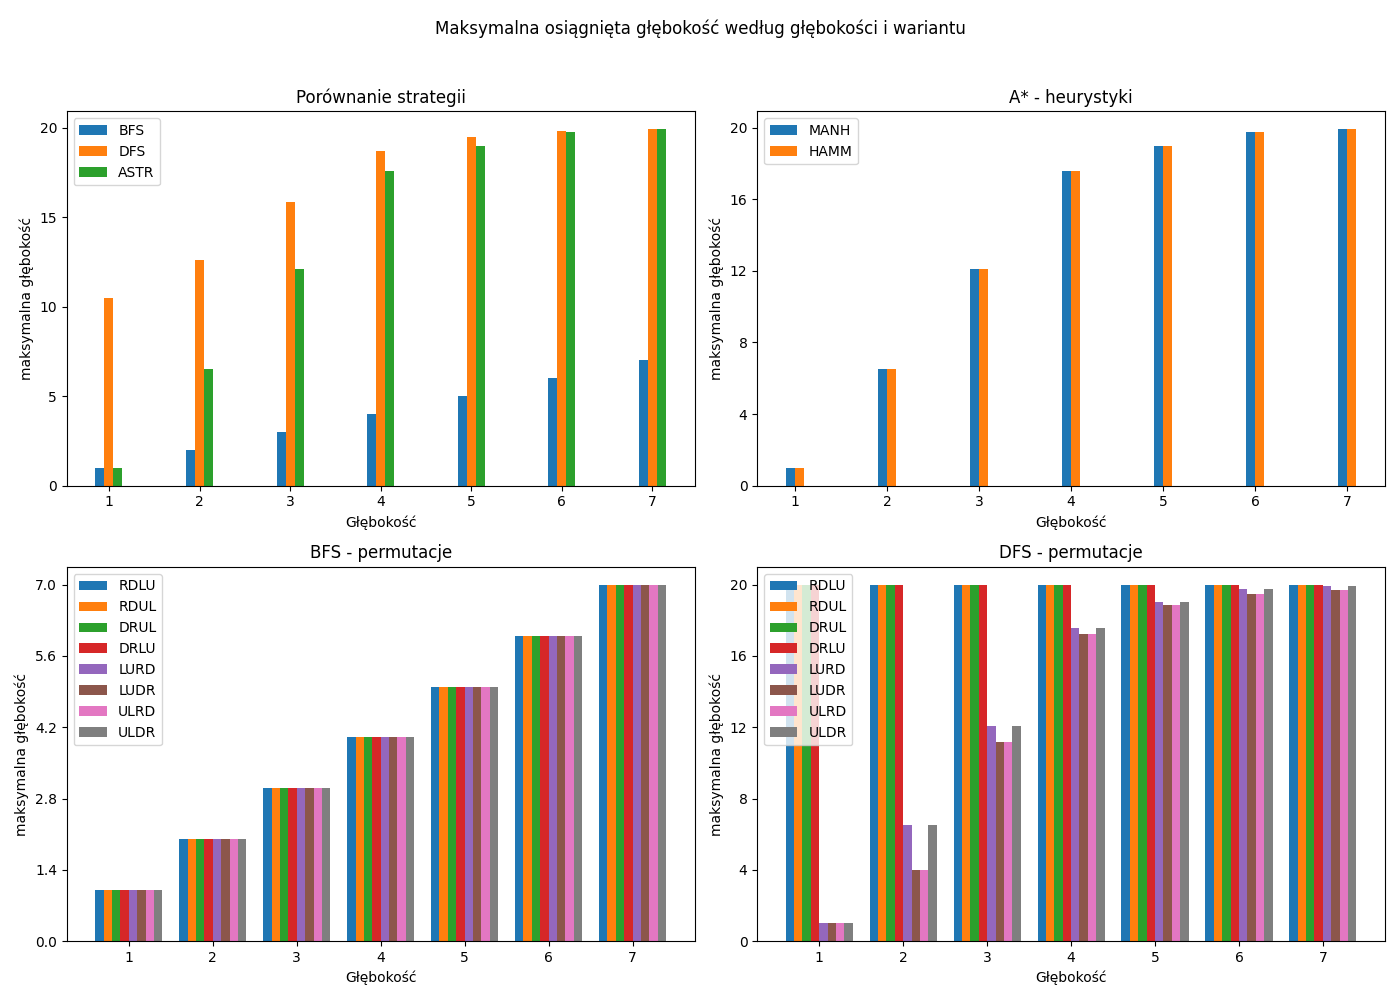 Maksymalna osiągnięta głębokość według głębokości i wariantu
Porównanie strategii
maksymalna głębokość
20
15
10
5
0
BFS
DFS
ASTR
1 2 3 4 5 6 7
Głębokość
A* - heurystyki
maksymalna głębokość
20
16
12
8
4
0
MANH
HAMM
1 2 3 4 5 6 7
Głębokość
BFS - permutacje
maksymalna głębokość
7.0
5.6
4.2
2.8
1.4
0.0
RDLU
RDUL
DRUL
DRLU
LURD
LUDR
ULRD
ULDR
1 2 3 4 5 6 7
Głębokość
DFS - permutacje
maksymalna głębokość
20
16
12
8
4
0
RDLU
RDUL
DRUL
DRLU
LURD
LUDR
ULRD
ULDR
1 2 3 4 5 6 7
Głębokość